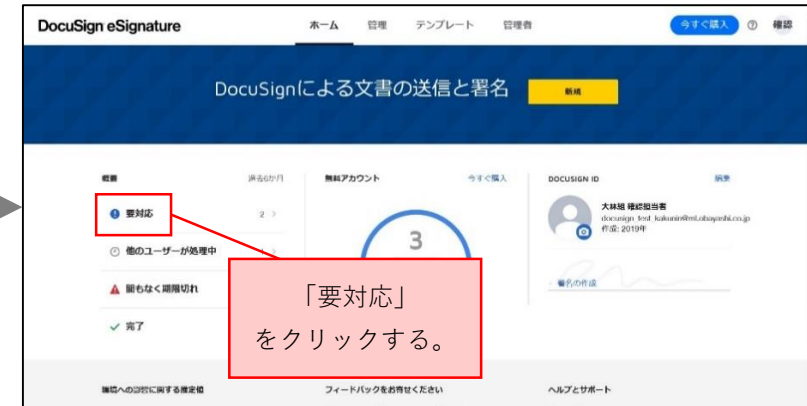 DocuSign eSignature
ホーム 管理 テンプレート 管理者
今すぐ購入 ? 確認
DocuSignによる文書の送信と署名
新規
概要 過去6か月
要対応 2 >
他のユーザーが処理中
間もなく期限切れ
完了
無料アカウント 今すぐ購入
3
DOCUSIGN ID 編集
大林組 確認担当者
docusign_test_kakunin@ml.obayashi.co.jp
作成: 2019年
署名の作成
「要対応」
をクリックする。
フィードバックをお寄せください
ヘルプとサポート